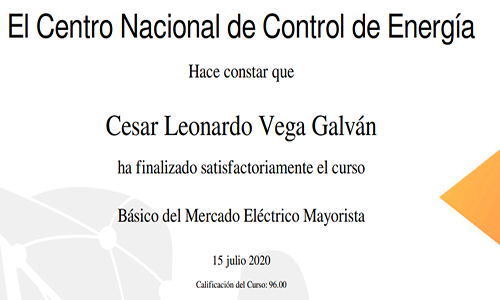 El Centro Nacional de Control de Energía
Hace constar que
Cesar Leonardo Vega Galván
ha finalizado satisfactoriamente el curso
Básico del Mercado Eléctrico Mayorista
15 julio 2020
Calificación del Curso: 96.00